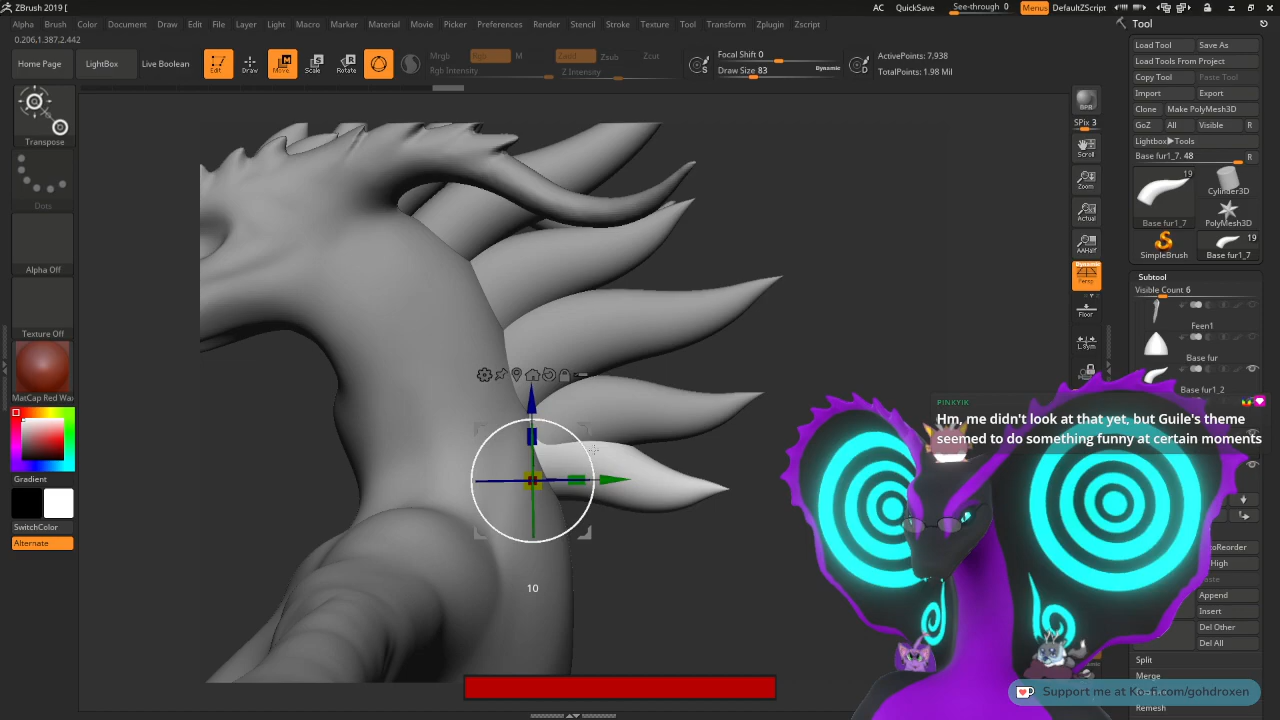 ZBrush 2019 [
AC QuickSave See-through 0 Menus DefaultZScript
Alpha Brush Color Document Draw Edit File Layer Light Macro Marker Material Movie Picker Preferences Render Stencil Stroke Texture Tool Transform Zplugin Zscript
Tool
0.206,1.387,2.442
Home Page LightBox Live Boolean Edit Draw Move Scale Rotate
Mrgb Rgb M Zadd Zsub Zcut
Rgb Intensity Z Intensity
Focal Shift 0
Draw Size 83 Dynamic
S D
ActivePoints: 7,938
TotalPoints: 1.98 Mil
Load Tool Save As
Load Tools From Project
Copy Tool Paste Tool
Import Export
Clone Make PolyMesh3D
GoZ All Visible R
Lightbox▶Tools
Base fur1_7. 48 R
19
Base fur1_7
Cylinder3D
PolyMesh3D
SimpleBrush
19
Base fur1_7
Subtool
Visible Count 6
Feen1
Base fur
Base fur1_2
Transpose
Dots
Alpha Off
Texture Off
MatCap Red Wax
Gradient
SwitchColor
Alternate
BPR
SPix 3
Scroll
Zoom
Actual
AAHalf
Dynamic
Persp
Floor
L.Sym
10
PINKYIK
Hm, me didn't look at that yet, but Guile's theme
seemed to do something funny at certain moments
High
Append
Insert
Del Other
Del All
Split
Merge
Remesh
Support me at Ko-fi.com/gohdroxen